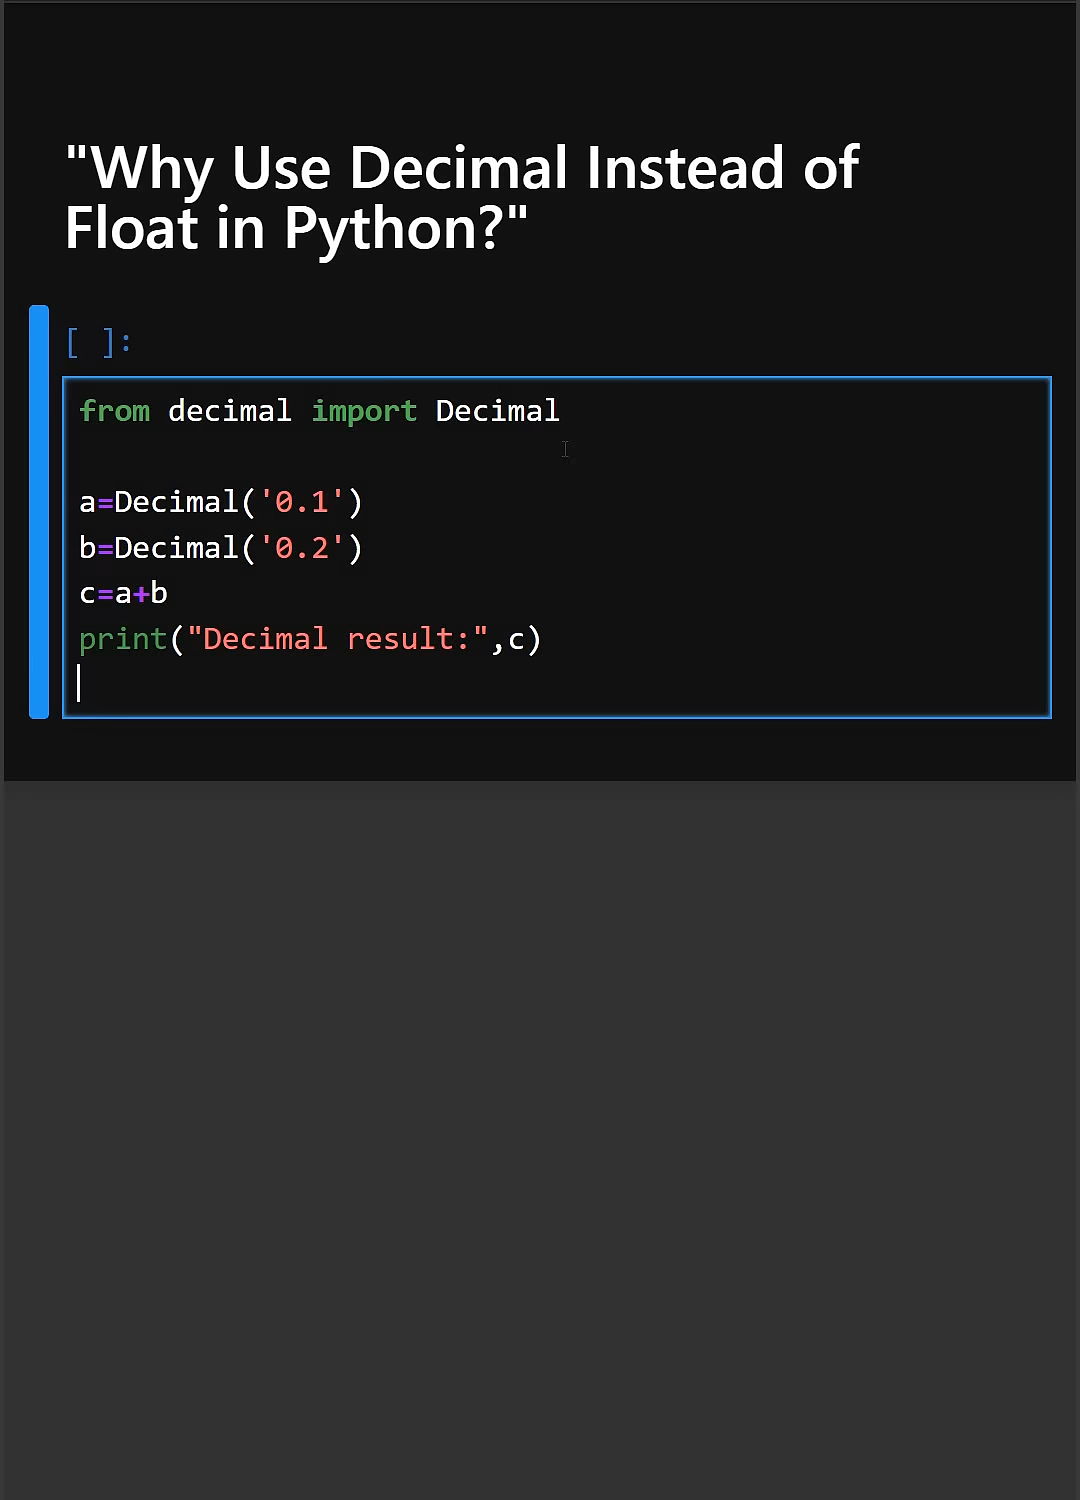 "Why Use Decimal Instead of
Float in Python?"
[ ]:
from decimal import Decimal
a=Decimal('0.1')
b=Decimal('0.2')
c=a+b
print("Decimal result:",c)